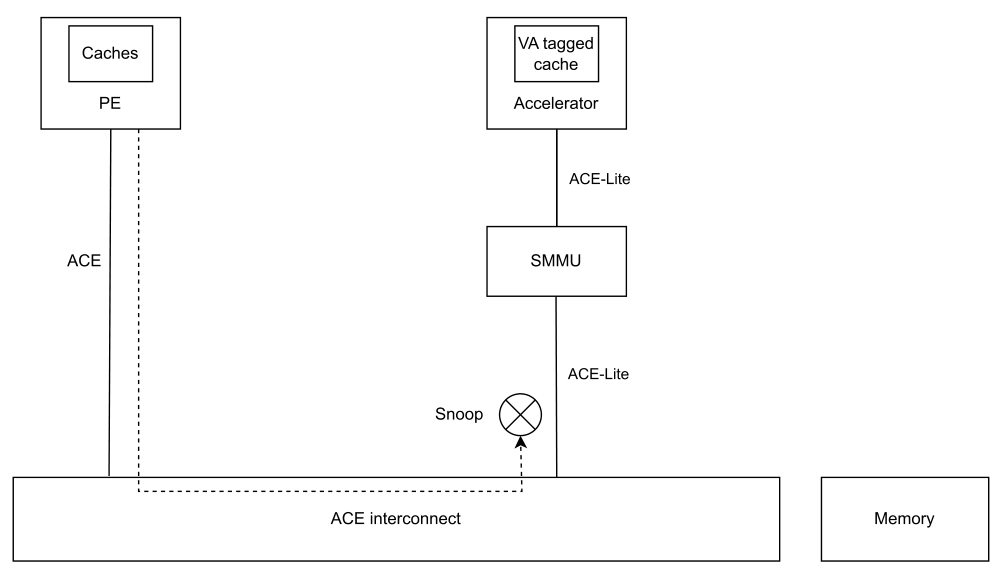 Caches
PE
VA tagged
cache
Accelerator
ACE-Lite
ACE
SMMU
ACE-Lite
Snoop
ACE interconnect
Memory